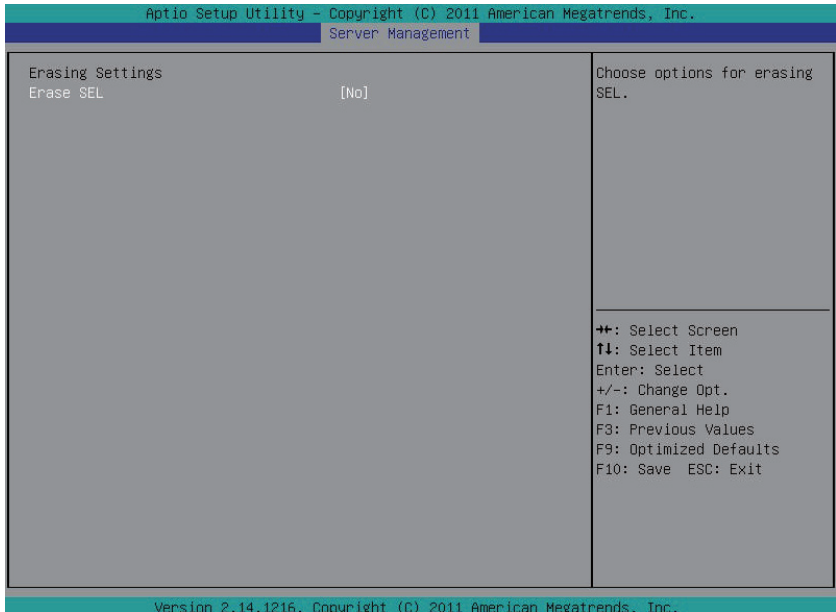 Aptio Setup Utility – Copyright (C) 2011 American Megatrends, Inc.
Server Management
Erasing Settings
Erase SEL [No]
Choose options for erasing
SEL.
→←: Select Screen
↑↓: Select Item
Enter: Select
+/-: Change Opt.
F1: General Help
F3: Previous Values
F9: Optimized Defaults
F10: Save ESC: Exit
Version 2.14.1216. Copyright (C) 2011 American Megatrends, Inc.